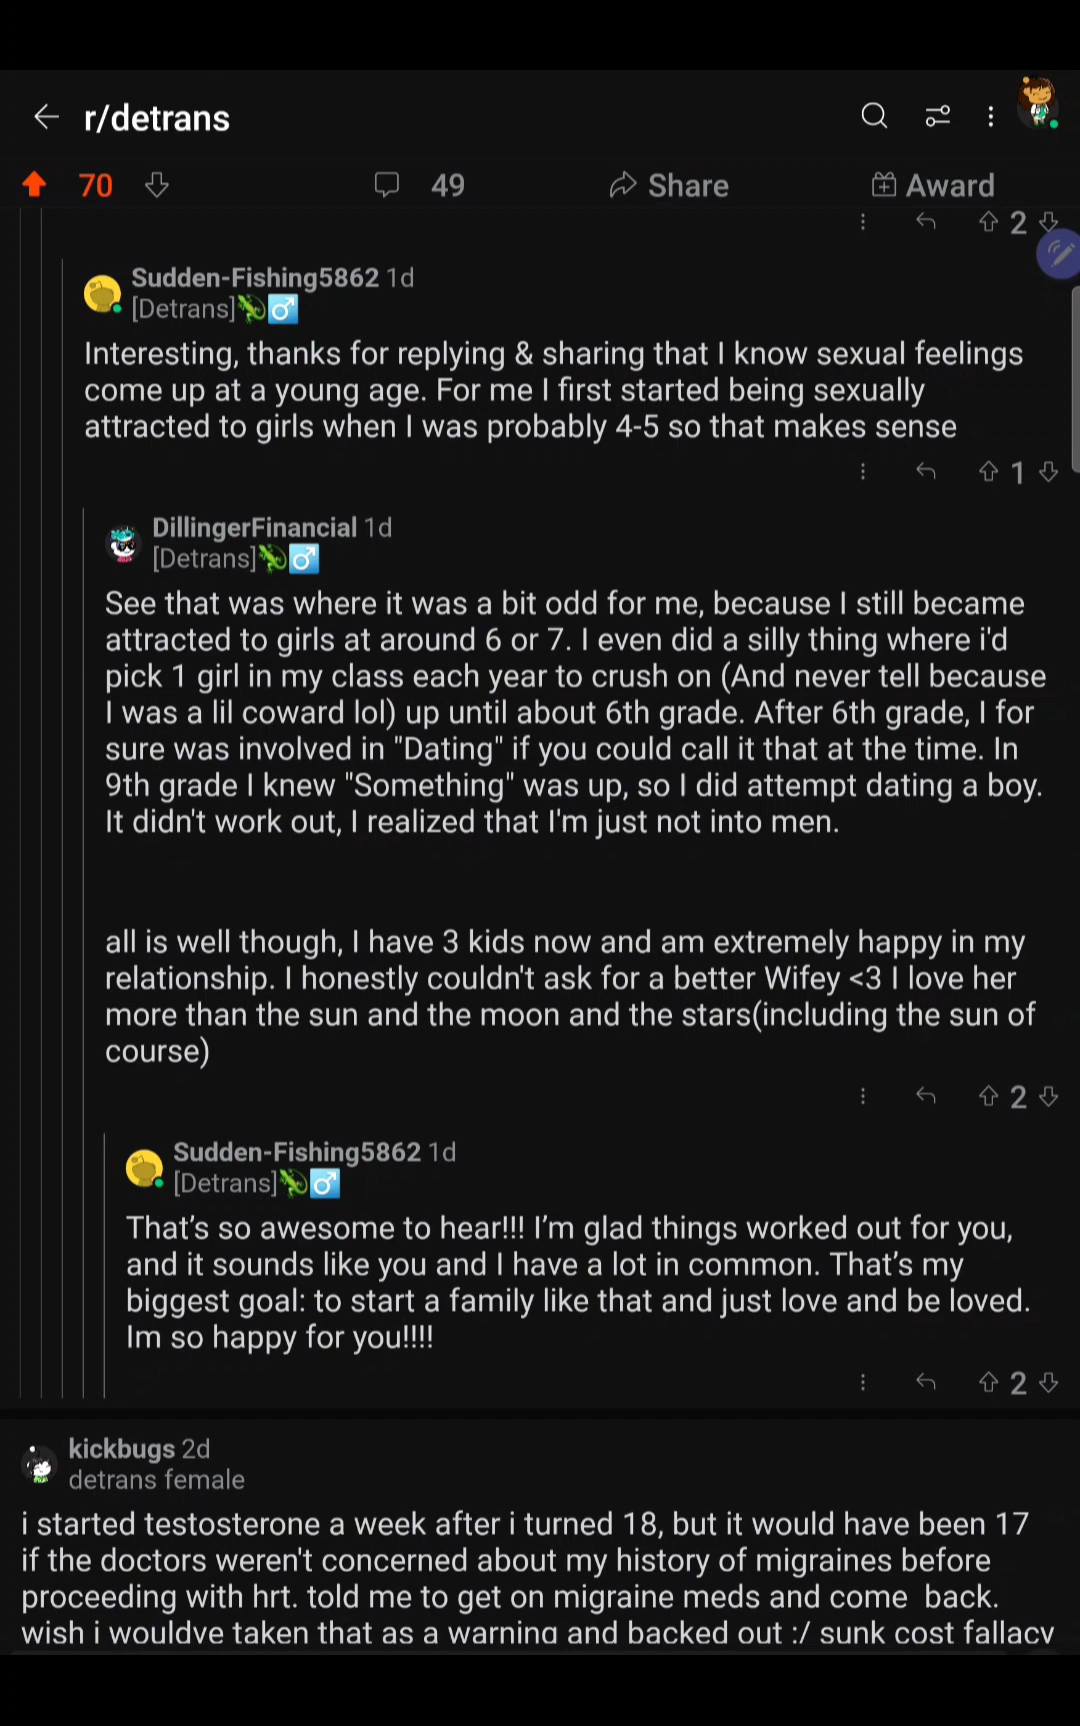 r/detrans
70
49
Share
Award
2
Sudden-Fishing5862 1d
[Detrans]🦎♂️
Interesting, thanks for replying & sharing that I know sexual feelings
come up at a young age. For me I first started being sexually
attracted to girls when I was probably 4-5 so that makes sense
1
DillingerFinancial 1d
[Detrans]🦎♂️
See that was where it was a bit odd for me, because I still became
attracted to girls at around 6 or 7. I even did a silly thing where i'd
pick 1 girl in my class each year to crush on (And never tell because
I was a lil coward lol) up until about 6th grade. After 6th grade, I for
sure was involved in "Dating" if you could call it that at the time. In
9th grade I knew "Something" was up, so I did attempt dating a boy.
It didn't work out, I realized that I'm just not into men.
all is well though, I have 3 kids now and am extremely happy in my
relationship. I honestly couldn't ask for a better Wifey <3 I love her
more than the sun and the moon and the stars(including the sun of
course)
2
Sudden-Fishing5862 1d
[Detrans]🦎♂️
That's so awesome to hear!!! I'm glad things worked out for you,
and it sounds like you and I have a lot in common. That's my
biggest goal: to start a family like that and just love and be loved.
Im so happy for you!!!!
2
kickbugs 2d
detrans female
i started testosterone a week after i turned 18, but it would have been 17
if the doctors weren't concerned about my history of migraines before
proceeding with hrt. told me to get on migraine meds and come  back.
wish i wouldve taken that as a warning and backed out :/ sunk cost fallacy